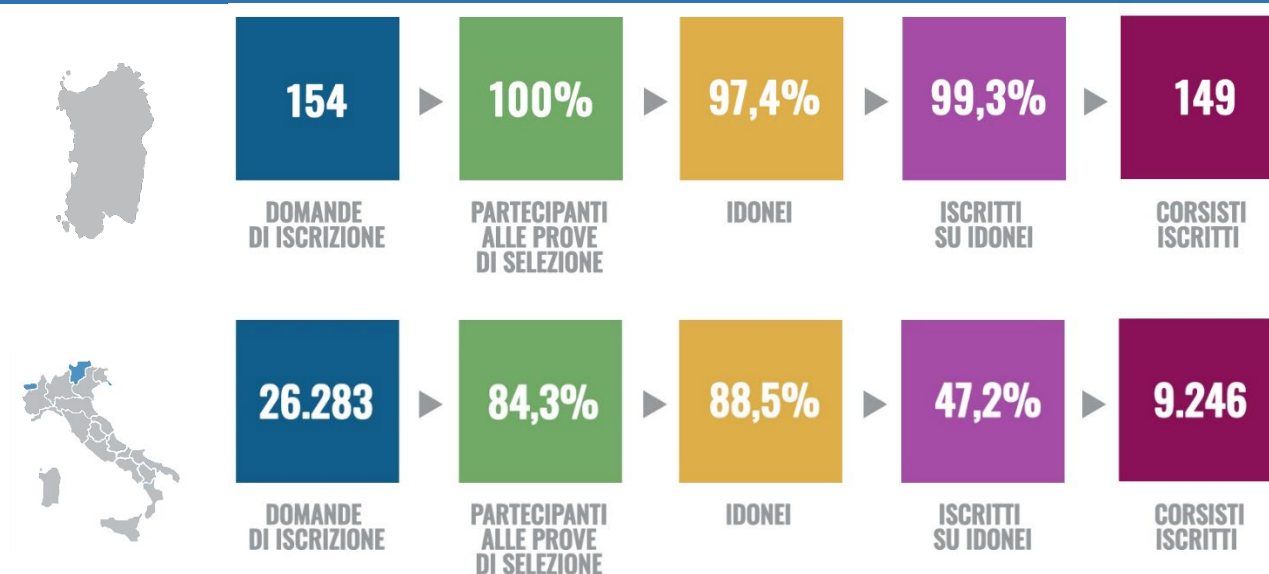 154
100%
97,4%
99,3%
149
DOMANDE
DI ISCRIZIONE
PARTECIPANTI
ALLE PROVE
DI SELEZIONE
IDONEI
ISCRITTI
SU IDONEI
CORSISTI
ISCRITTI
26.283
84,3%
88,5%
47,2%
9.246
DOMANDE
DI ISCRIZIONE
PARTECIPANTI
ALLE PROVE
DI SELEZIONE
IDONEI
ISCRITTI
SU IDONEI
CORSISTI
ISCRITTI